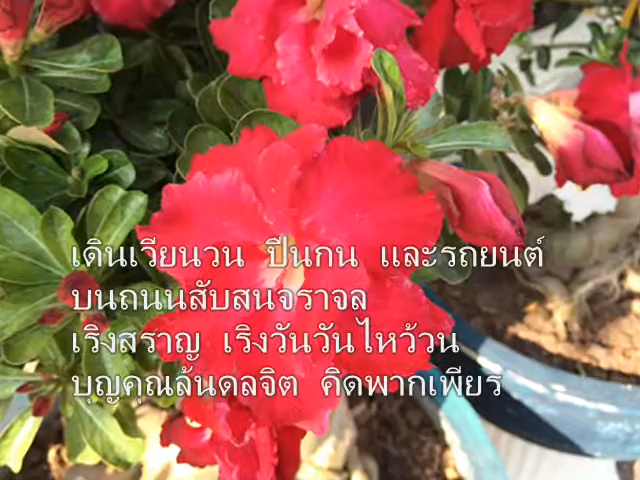 เดินเวียนวน ปีนกน และรถยนต์
บนถนนสับสนจราจล
เริงสราญ เริงวันวันไหว้วน
บุญคุณล้นดลจิต คิดพากเพียร